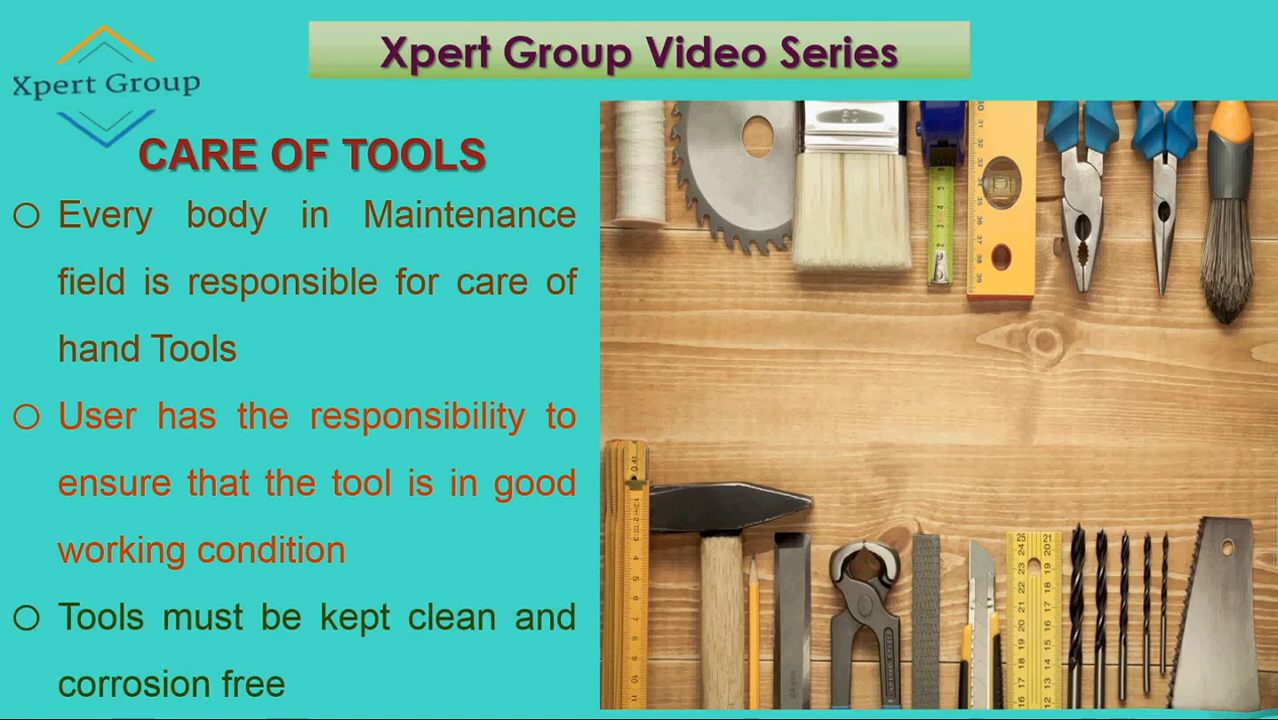 Xpert Group Video Series
Xpert Group
CARE OF TOOLS
Every body in Maintenance
field is responsible for care of
hand Tools
User has the responsibility to
ensure that the tool is in good
working condition
Tools must be kept clean and
corrosion free